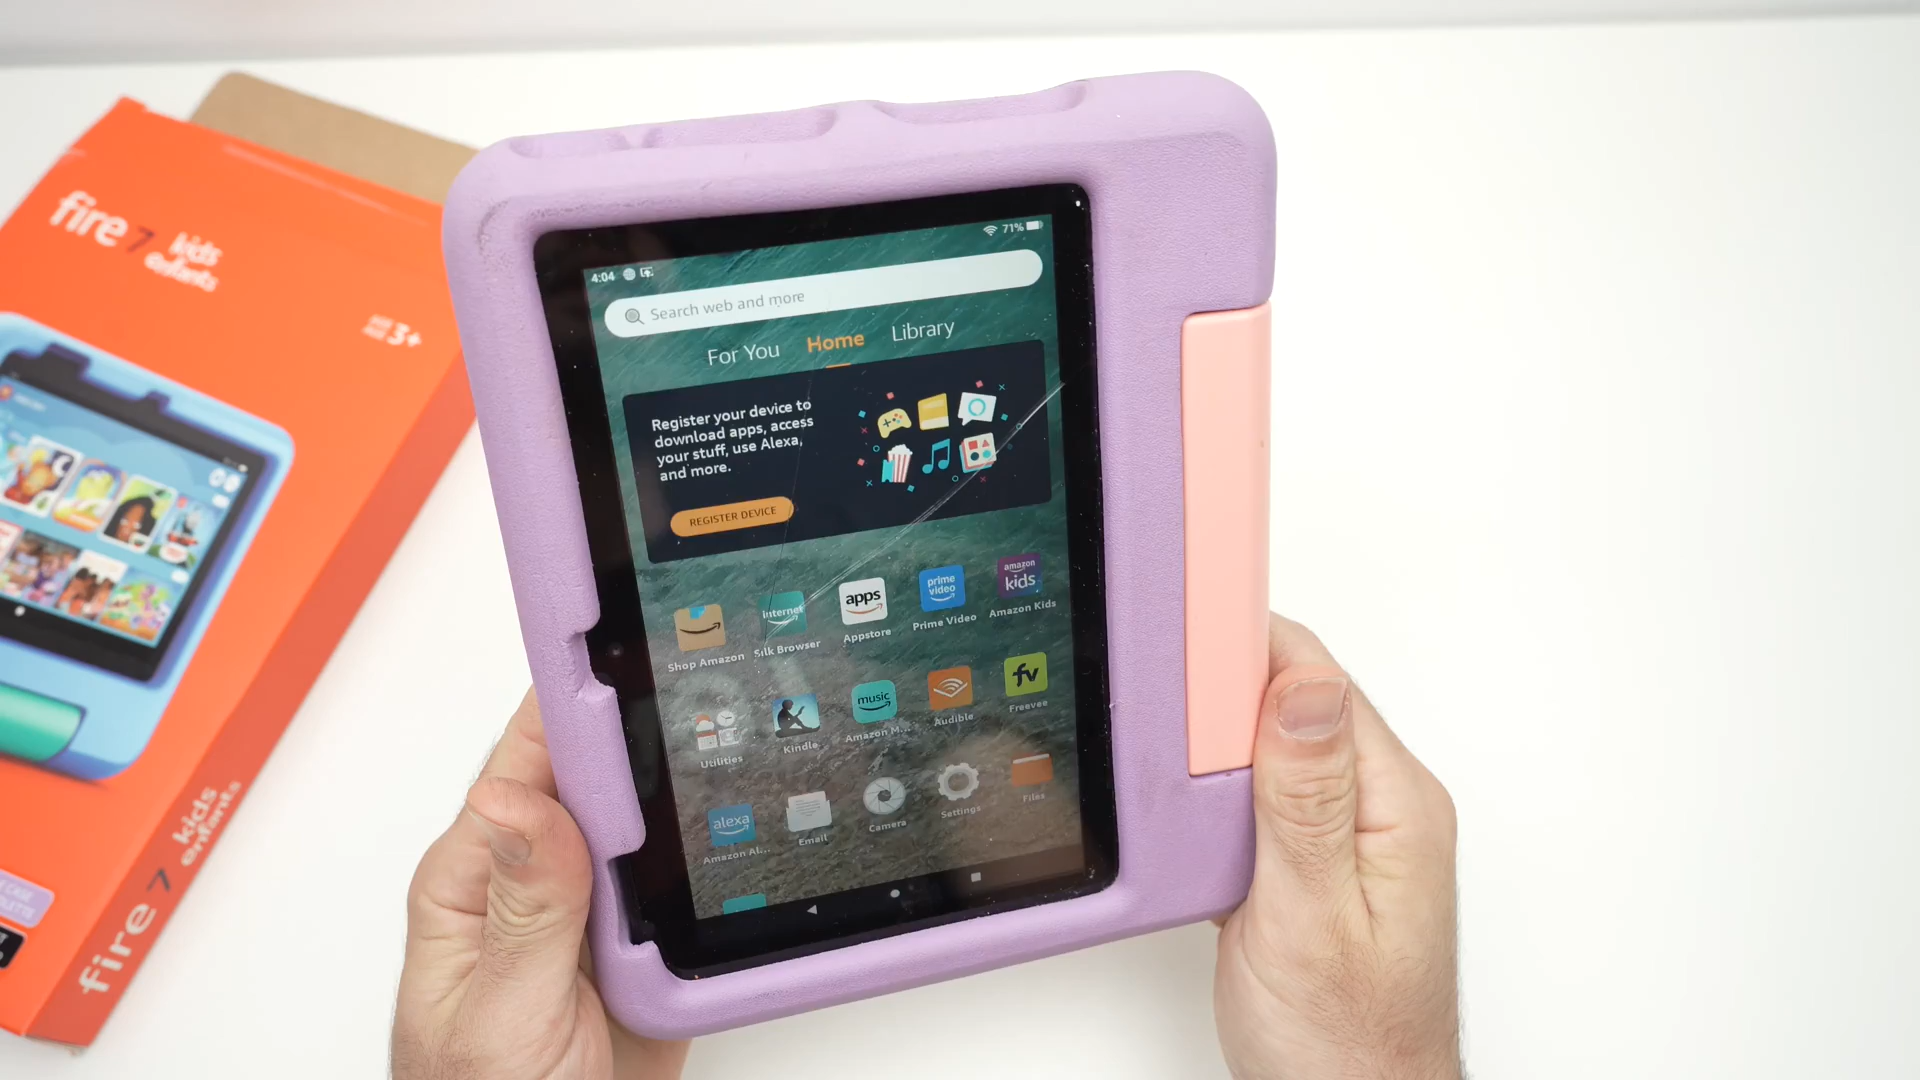 fire 7 kids
enfants
3+
fire 7 kids
enfants
4:04
71%
Search web and more
For You
Home
Library
Register your device to
download apps, access
your stuff, use Alexa,
and more.
REGISTER DEVICE
internet
apps
prime
video
amazon
kids
Shop Amazon
Silk Browser
Appstore
Prime Video
Amazon Kids
music
fv
Utilities
Kindle
Amazon M...
Audible
Freevee
alexa
Amazon Al...
Email
Camera
Settings
Files